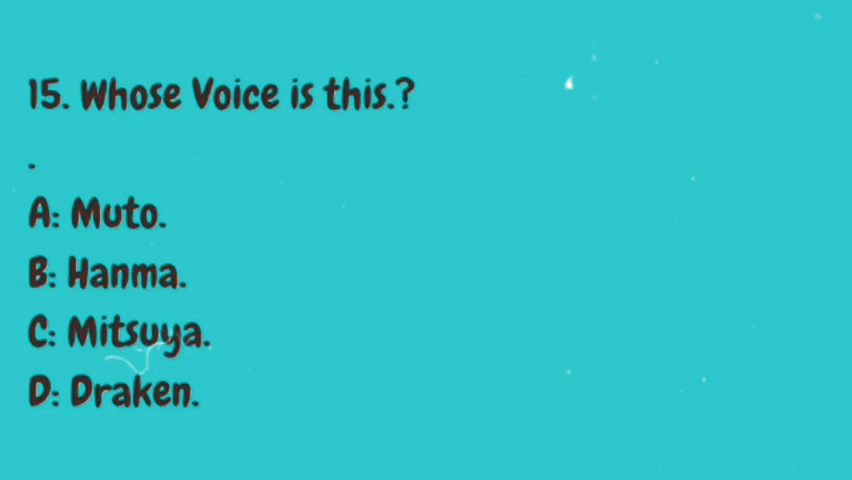 15. Whose Voice is this.?
.
A: Muto.
B: Hanma.
C: Mitsuya.
D: Draken.